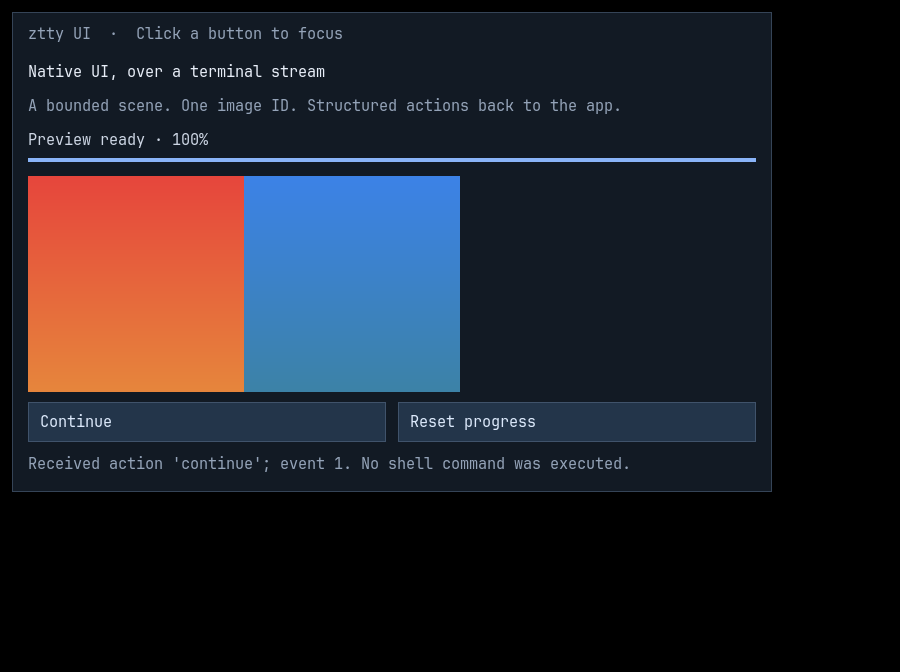 ztty UI · Click a button to focus
Native UI, over a terminal stream
A bounded scene. One image ID. Structured actions back to the app.
Preview ready · 100%
Continue
Reset progress
Received action 'continue'; event 1. No shell command was executed.